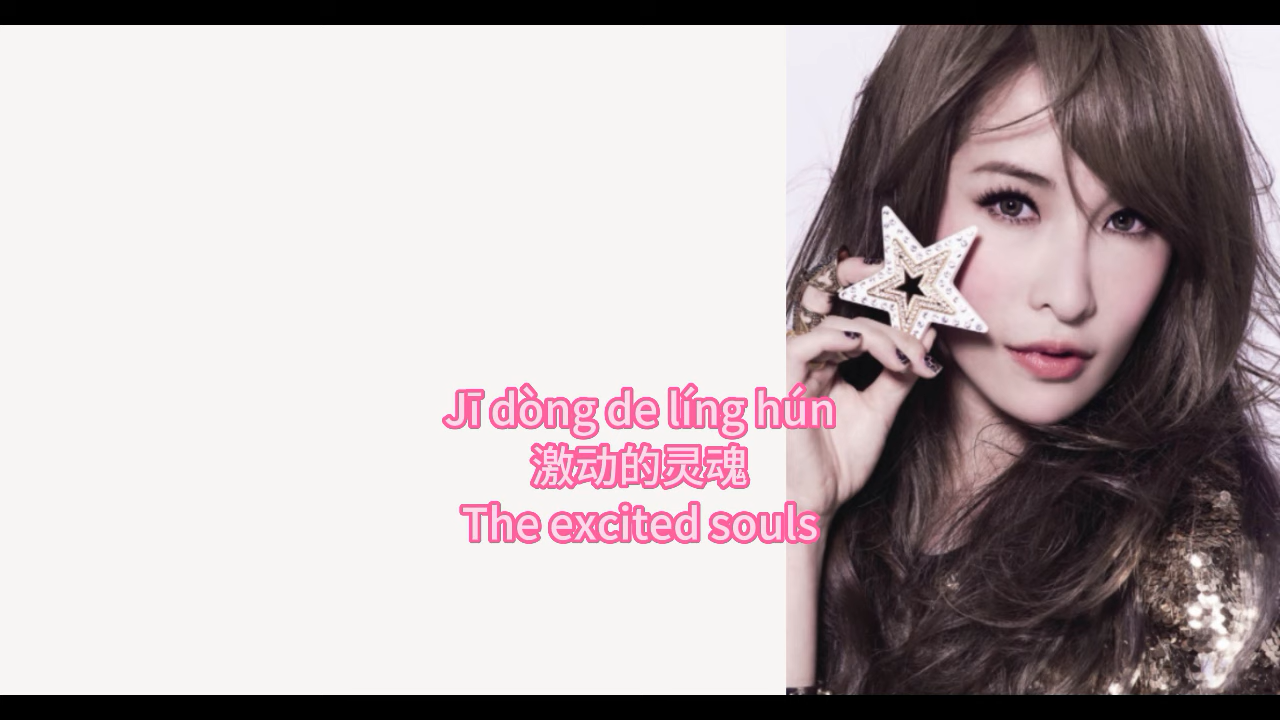 Jī dòng de líng hún
激动的灵魂
The excited souls